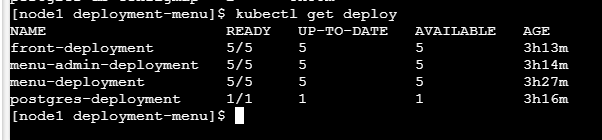 [node1 deployment-menu]$ kubectl get deploy
NAME READY UP-TO-DATE AVAILABLE AGE
front-deployment 5/5 5 5 3h13m
menu-admin-deployment 5/5 5 5 3h14m
menu-deployment 5/5 5 5 3h27m
postgres-deployment 1/1 1 1 3h16m
[node1 deployment-menu]$